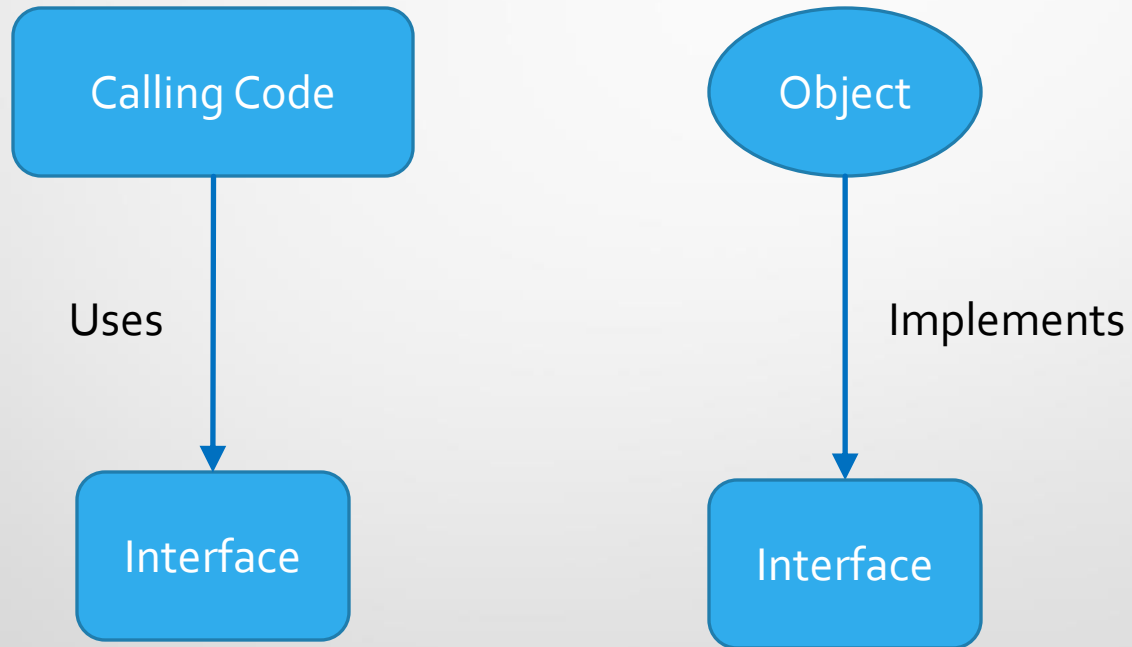 Calling Code
Object
Uses
Implements
Interface
Interface